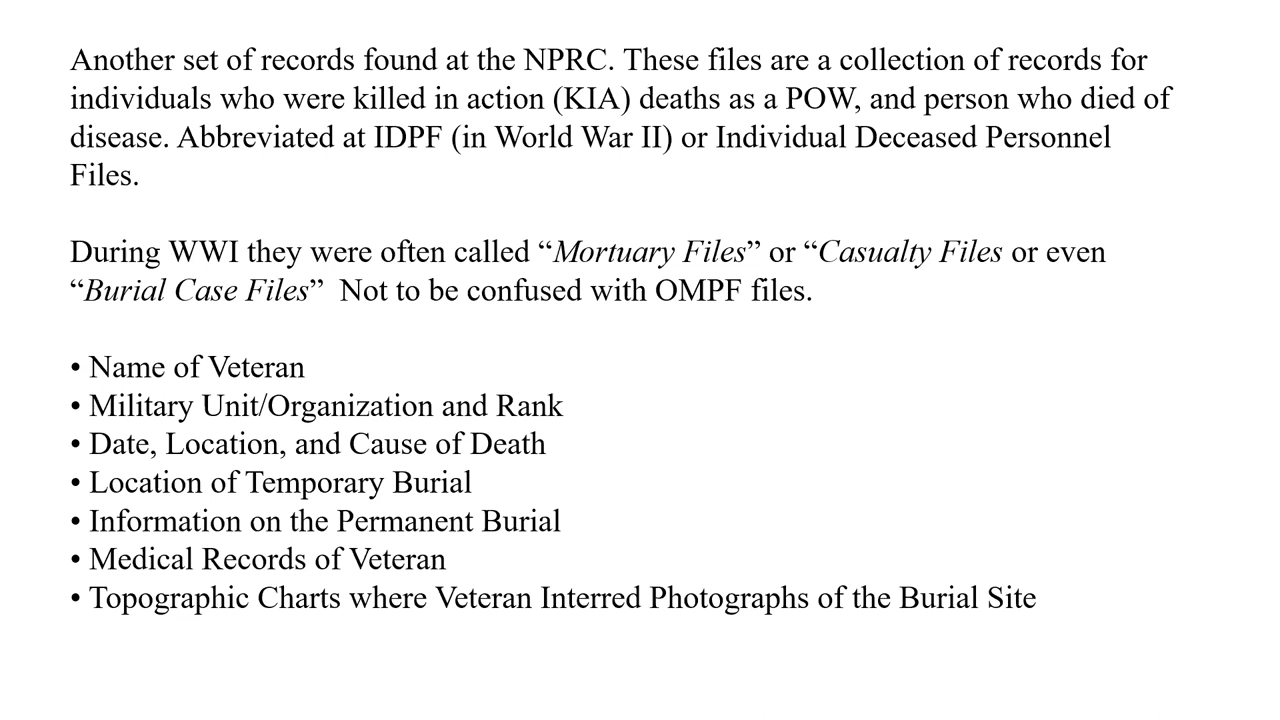 Another set of records found at the NPRC. These files are a collection of records for
individuals who were killed in action (KIA) deaths as a POW, and person who died of
disease. Abbreviated at IDPF (in World War II) or Individual Deceased Personnel
Files.
During WWI they were often called “Mortuary Files” or “Casualty Files or even
“Burial Case Files”  Not to be confused with OMPF files.
• Name of Veteran
• Military Unit/Organization and Rank
• Date, Location, and Cause of Death
• Location of Temporary Burial
• Information on the Permanent Burial
• Medical Records of Veteran
• Topographic Charts where Veteran Interred Photographs of the Burial Site